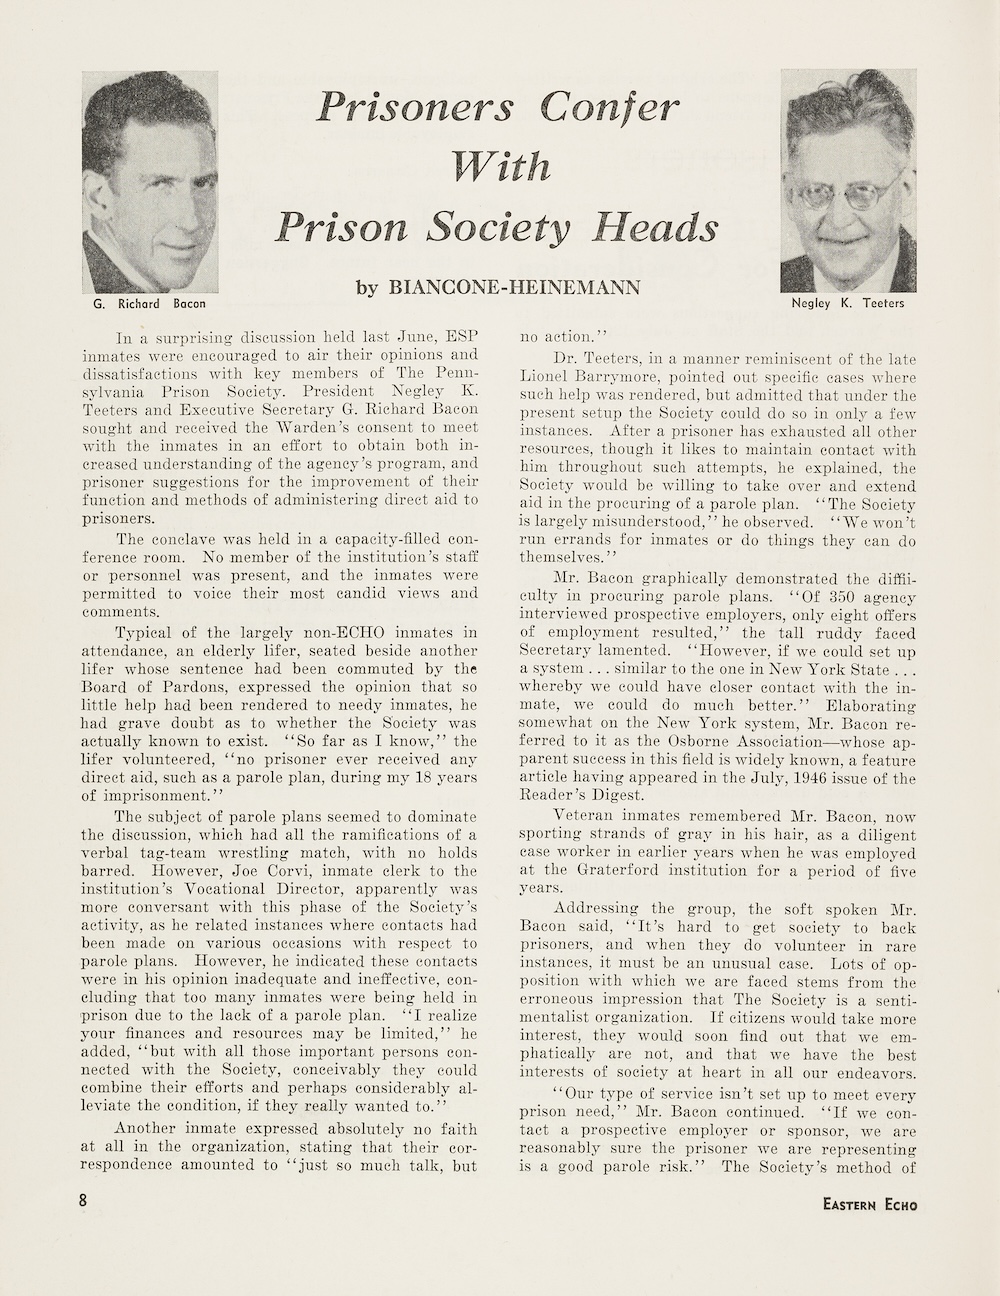 Prisoners Confer
With
Prison Society Heads
by BIANCONE-HEINEMANN
G. Richard Bacon
Negley K. Teeters
In a surprising discussion held last June, ESP
inmates were encouraged to air their opinions and
dissatisfactions with key members of The Penn-
sylvania Prison Society. President Negley K.
Teeters and Executive Secretary G. Richard Bacon
sought and received the Warden's consent to meet
with the inmates in an effort to obtain both in-
creased understanding of the agency's program, and
prisoner suggestions for the improvement of their
function and methods of administering direct aid to
prisoners.
The conclave was held in a capacity-filled con-
ference room. No member of the institution's staff
or personnel was present, and the inmates were
permitted to voice their most candid views and
comments.
Typical of the largely non-ECHO inmates in
attendance, an elderly lifer, seated beside another
lifer whose sentence had been commuted by the
Board of Pardons, expressed the opinion that so
little help had been rendered to needy inmates, he
had grave doubt as to whether the Society was
actually known to exist. ''So far as I know,'' the
lifer volunteered, ''no prisoner ever received any
direct aid, such as a parole plan, during my 18 years
of imprisonment.''
The subject of parole plans seemed to dominate
the discussion, which had all the ramifications of a
verbal tag-team wrestling match, with no holds
barred. However, Joe Corvi, inmate clerk to the
institution's Vocational Director, apparently was
more conversant with this phase of the Society's
activity, as he related instances where contacts had
been made on various occasions with respect to
parole plans. However, he indicated these contacts
were in his opinion inadequate and ineffective, con-
cluding that too many inmates were being held in
prison due to the lack of a parole plan. ''I realize
your finances and resources may be limited,'' he
added, ''but with all those important persons con-
nected with the Society, conceivably they could
combine their efforts and perhaps considerably al-
leviate the condition, if they really wanted to.''
Another inmate expressed absolutely no faith
at all in the organization, stating that their cor-
respondence amounted to ''just so much talk, but
no action.''
Dr. Teeters, in a manner reminiscent of the late
Lionel Barrymore, pointed out specific cases where
such help was rendered, but admitted that under the
present setup the Society could do so in only a few
instances. After a prisoner has exhausted all other
resources, though it likes to maintain contact with
him throughout such attempts, he explained, the
Society would be willing to take over and extend
aid in the procuring of a parole plan. ''The Society
is largely misunderstood,'' he observed. ''We won't
run errands for inmates or do things they can do
themselves.''
Mr. Bacon graphically demonstrated the diffii-
culty in procuring parole plans. ''Of 350 agency
interviewed prospective employers, only eight offers
of employment resulted,'' the tall ruddy faced
Secretary lamented. ''However, if we could set up
a system . . . similar to the one in New York State . . .
whereby we could have closer contact with the in-
mate, we could do much better.'' Elaborating
somewhat on the New York system, Mr. Bacon re-
ferred to it as the Osborne Association—whose ap-
parent success in this field is widely known, a feature
article having appeared in the July, 1946 issue of the
Reader's Digest.
Veteran inmates remembered Mr. Bacon, now
sporting strands of gray in his hair, as a diligent
case worker in earlier years when he was employed
at the Graterford institution for a period of five
years.
Addressing the group, the soft spoken Mr.
Bacon said, ''It's hard to get society to back
prisoners, and when they do volunteer in rare
instances, it must be an unusual case. Lots of op-
position with which we are faced stems from the
erroneous impression that The Society is a senti-
mentalist organization. If citizens would take more
interest, they would soon find out that we em-
phatically are not, and that we have the best
interests of society at heart in all our endeavors.
''Our type of service isn't set up to meet every
prison need,'' Mr. Bacon continued. ''If we con-
tact a prospective employer or sponsor, we are
reasonably sure the prisoner we are representing
is a good parole risk.'' The Society's method of
8
EASTERN ECHO